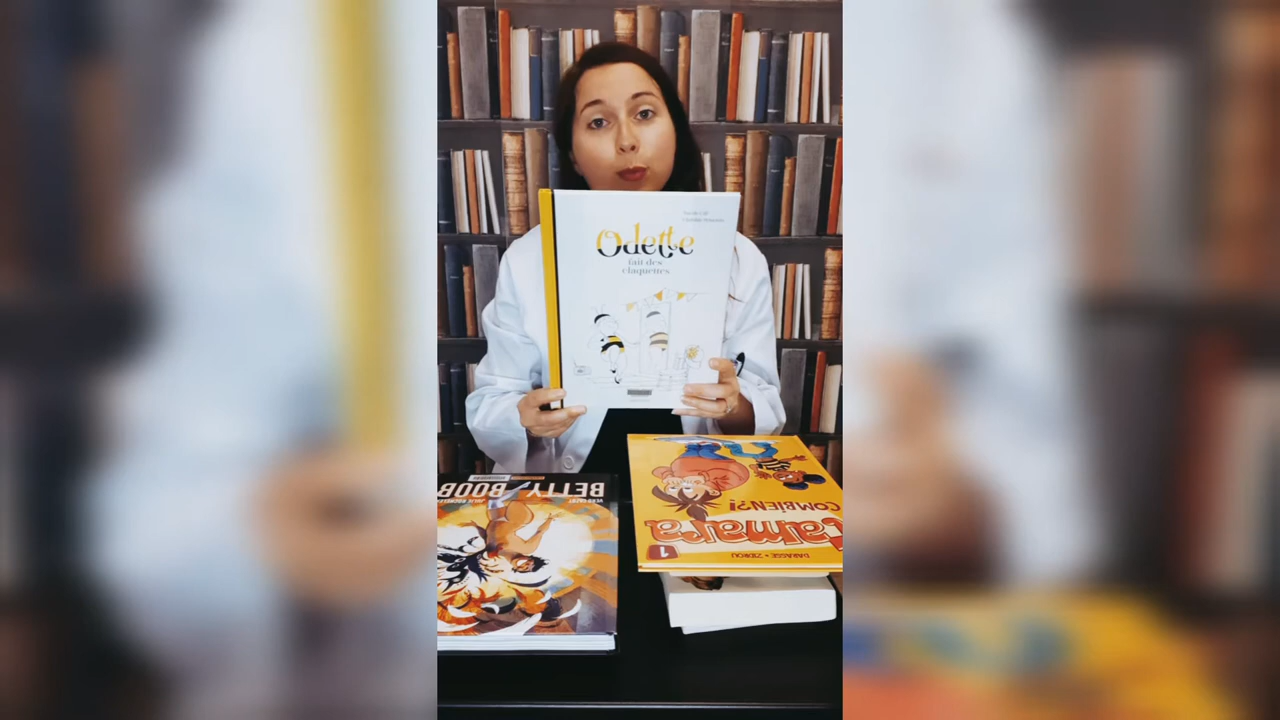 Odette
fait des
claquettes
BETTY BOOB
tamara
COMBIEN?!
DARASSE • ZIDROU
1